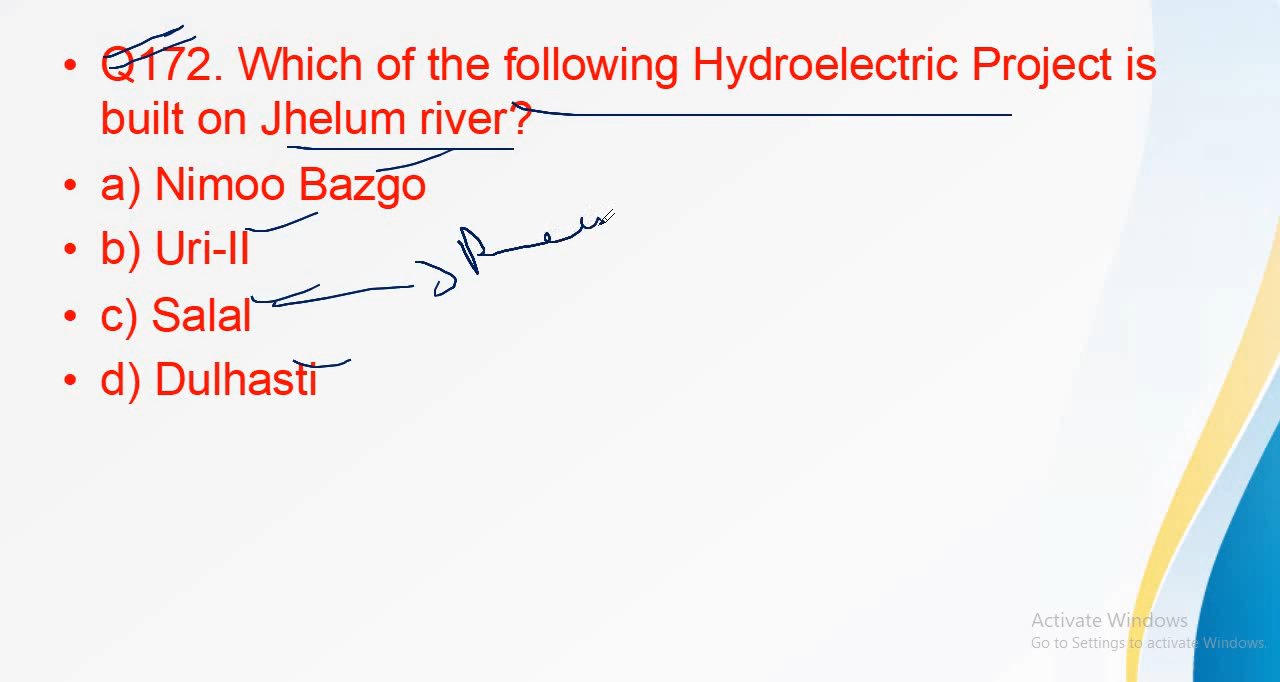 • Q172. Which of the following Hydroelectric Project is
built on Jhelum river?
• a) Nimoo Bazgo
• b) Uri-II
• c) Salal
• d) Dulhasti
Activate Windows
Go to Settings to activate Windows.